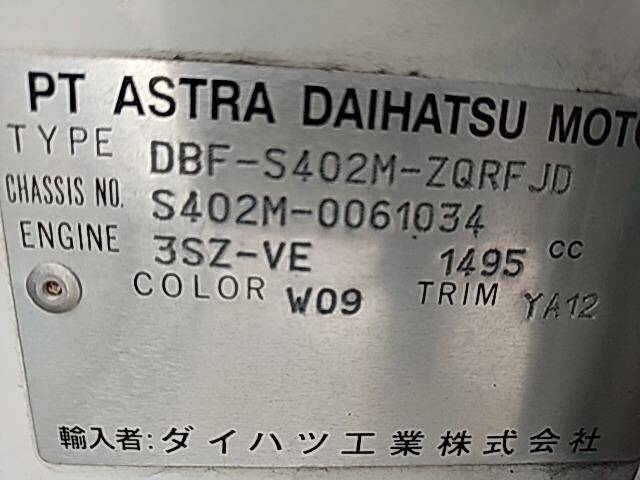 PT ASTRA DAIHATSU MOTO
TYPE DBF-S402M-ZQRFJD
CHASSIS NO. S402M-0061034
ENGINE 3SZ-VE 1495 cc
COLOR W09 TRIM YA12
輸入者:ダイハツ工業株式会社